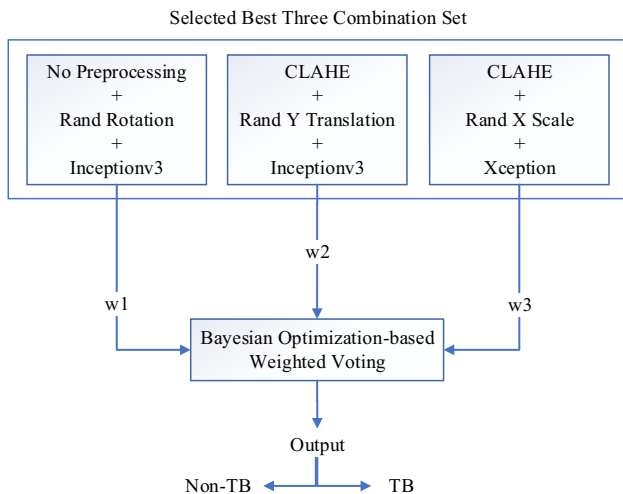 Selected Best Three Combination Set
No Preprocessing
+
Rand Rotation
+
Inceptionv3
CLAHE
+
Rand Y Translation
+
Inceptionv3
CLAHE
+
Rand X Scale
+
Xception
w1
w2
w3
Bayesian Optimization-based
Weighted Voting
Output
Non-TB
TB